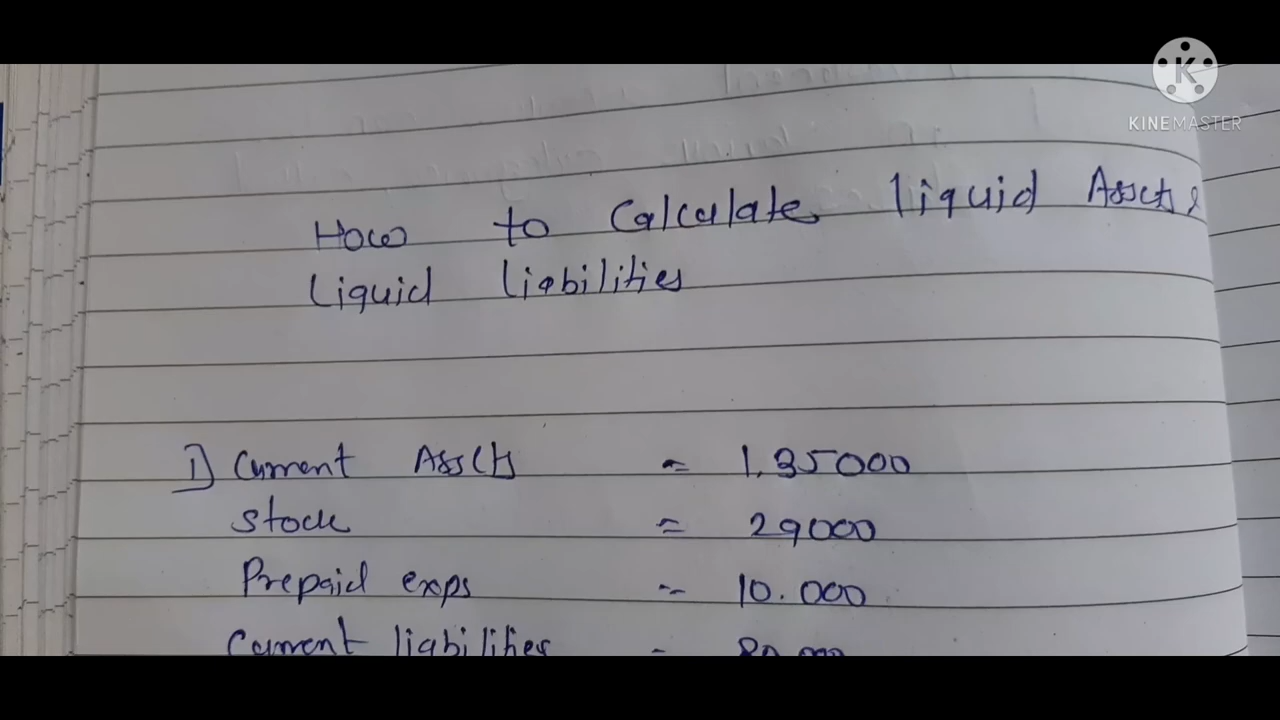 KINEMASTER
How to Calculate liquid Assets &
Liquid liabilities
1) Current Assets = 1,35000
Stock = 29000
Prepaid exps = 10.000
Current liabilities =